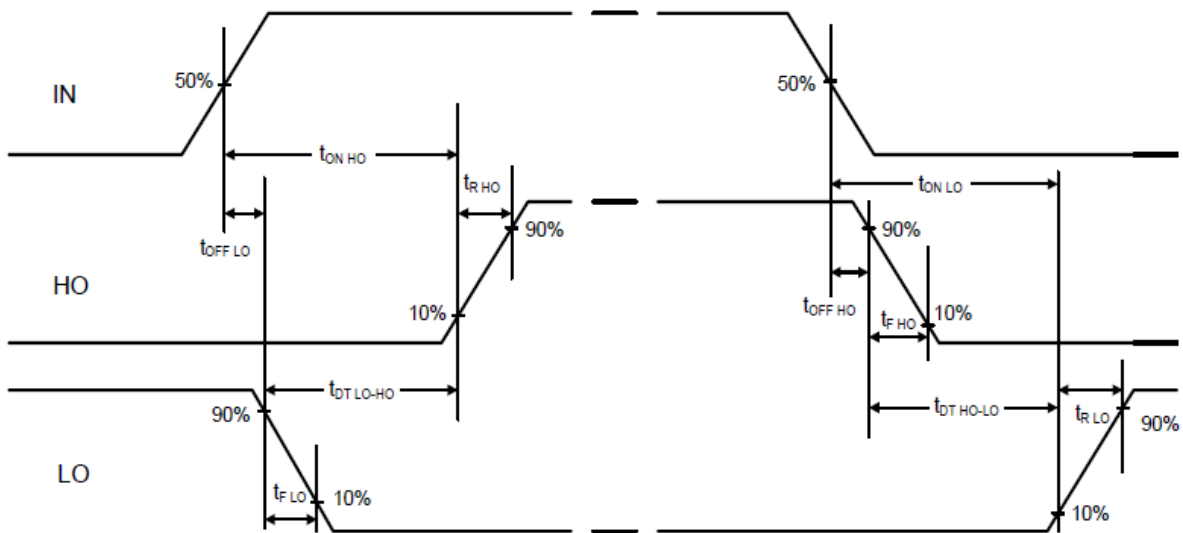 IN
50%
50%
tON HO
tR HO
tON LO
tOFF LO
90%
90%
HO
tOFF HO
tF HO
10%
10%
tDT LO-HO
tDT HO-LO
tR LO
90%
90%
LO
tF LO
10%
10%